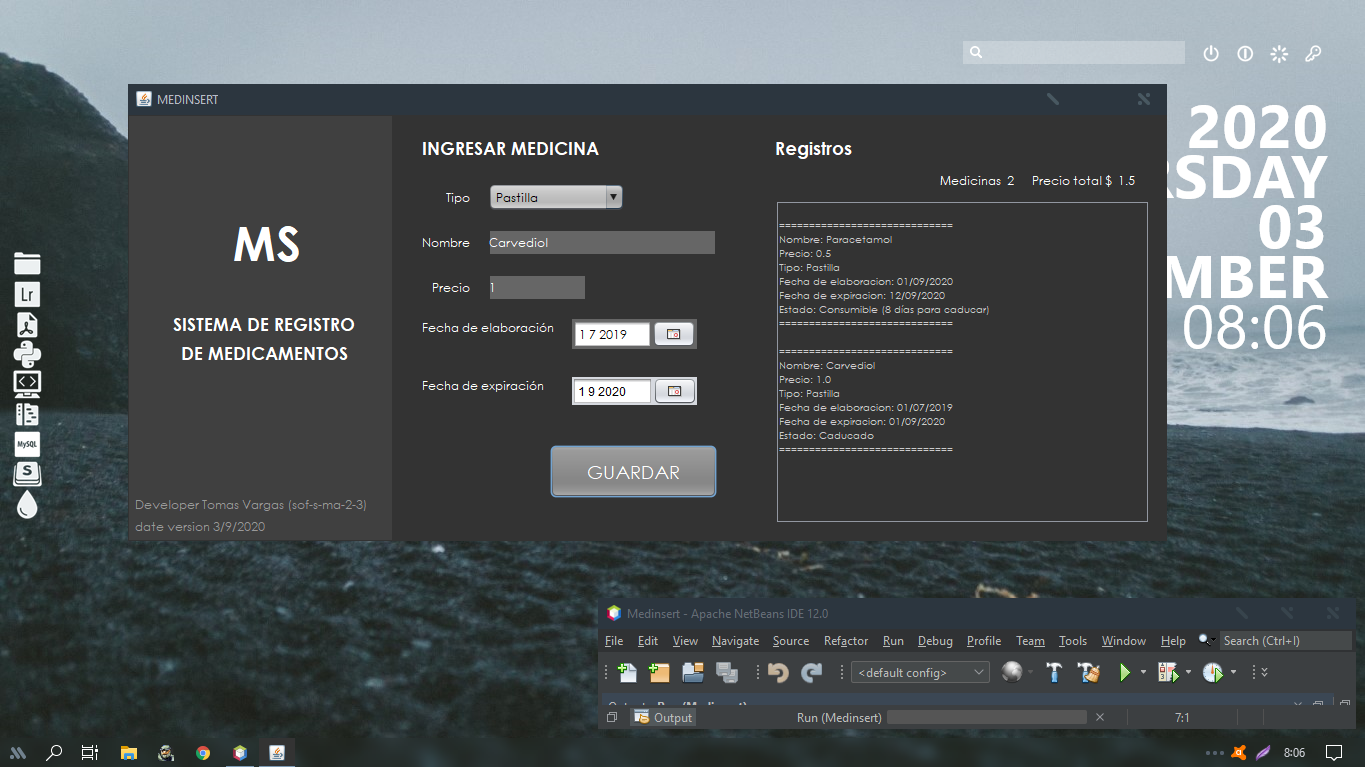 2020
RSDAY
03
MBER
08:06
Lr
MySQL
S
MEDINSERT
MS
SISTEMA DE REGISTRO
DE MEDICAMENTOS
Developer Tomas Vargas (sof-s-ma-2-3)
date version 3/9/2020
INGRESAR MEDICINA
Tipo Pastilla
Nombre Carvediol
Precio 1
Fecha de elaboración 1 7 2019
Fecha de expiración 1 9 2020
GUARDAR
Registros
Medicinas 2 Precio total $ 1.5
=============================
Nombre: Paracetamol
Precio: 0.5
Tipo: Pastilla
Fecha de elaboracion: 01/09/2020
Fecha de expiracion: 12/09/2020
Estado: Consumible (8 días para caducar)
=============================
=============================
Nombre: Carvediol
Precio: 1.0
Tipo: Pastilla
Fecha de elaboracion: 01/07/2019
Fecha de expiracion: 01/09/2020
Estado: Caducado
=============================
Medinsert - Apache NetBeans IDE 12.0
File Edit View Navigate Source Refactor Run Debug Profile Team Tools Window Help Search (Ctrl+I)
<default config>
Output Run (Medinsert) 7:1
8:06